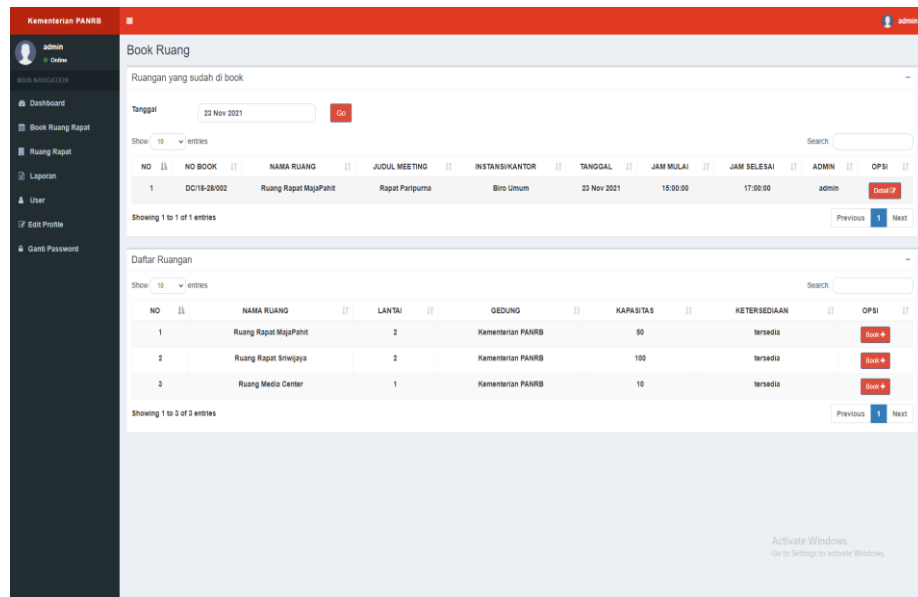 Kementerian PANRB
admin
admin
Online
MAIN NAVIGATION
Dashboard
Book Ruang Rapat
Ruang Rapat
Laporan
User
Edit Profile
Ganti Password
Book Ruang
Ruangan yang sudah di book
Tanggal 23 Nov 2021 Go
Show 10 entries Search:
NO NO BOOK NAMA RUANG JUDUL MEETING INSTANSI/KANTOR TANGGAL JAM MULAI JAM SELESAI ADMIN OPSI
1 DC/18-28/002 Ruang Rapat MajaPahit Rapat Paripurna Biro Umum 23 Nov 2021 15:00:00 17:00:00 admin Detail
Showing 1 to 1 of 1 entries Previous 1 Next
Daftar Ruangan
Show 10 entries Search:
NO NAMA RUANG LANTAI GEDUNG KAPASITAS KETERSEDIAAN OPSI
1 Ruang Rapat MajaPahit 2 Kementerian PANRB 50 tersedia Book
2 Ruang Rapat Sriwijaya 2 Kementerian PANRB 100 tersedia Book
3 Ruang Media Center 1 Kementerian PANRB 10 tersedia Book
Showing 1 to 3 of 3 entries Previous 1 Next
Activate Windows
Go to Settings to activate Windows.